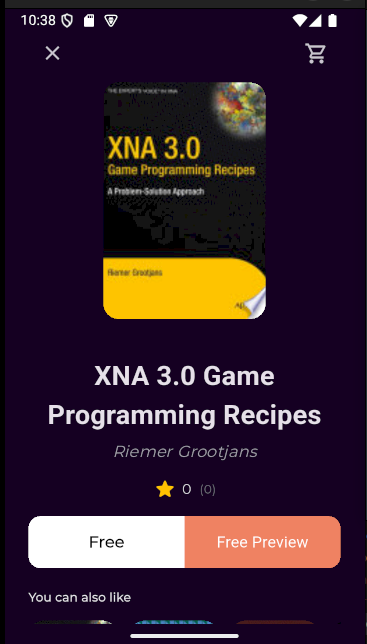 10:38
THE EXPERT'S VOICE® IN XNA
XNA 3.0
Game Programming Recipes
A Problem-Solution Approach
Riemer Grootjans
XNA 3.0 Game
Programming Recipes
Riemer Grootjans
0 (0)
Free
Free Preview
You can also like